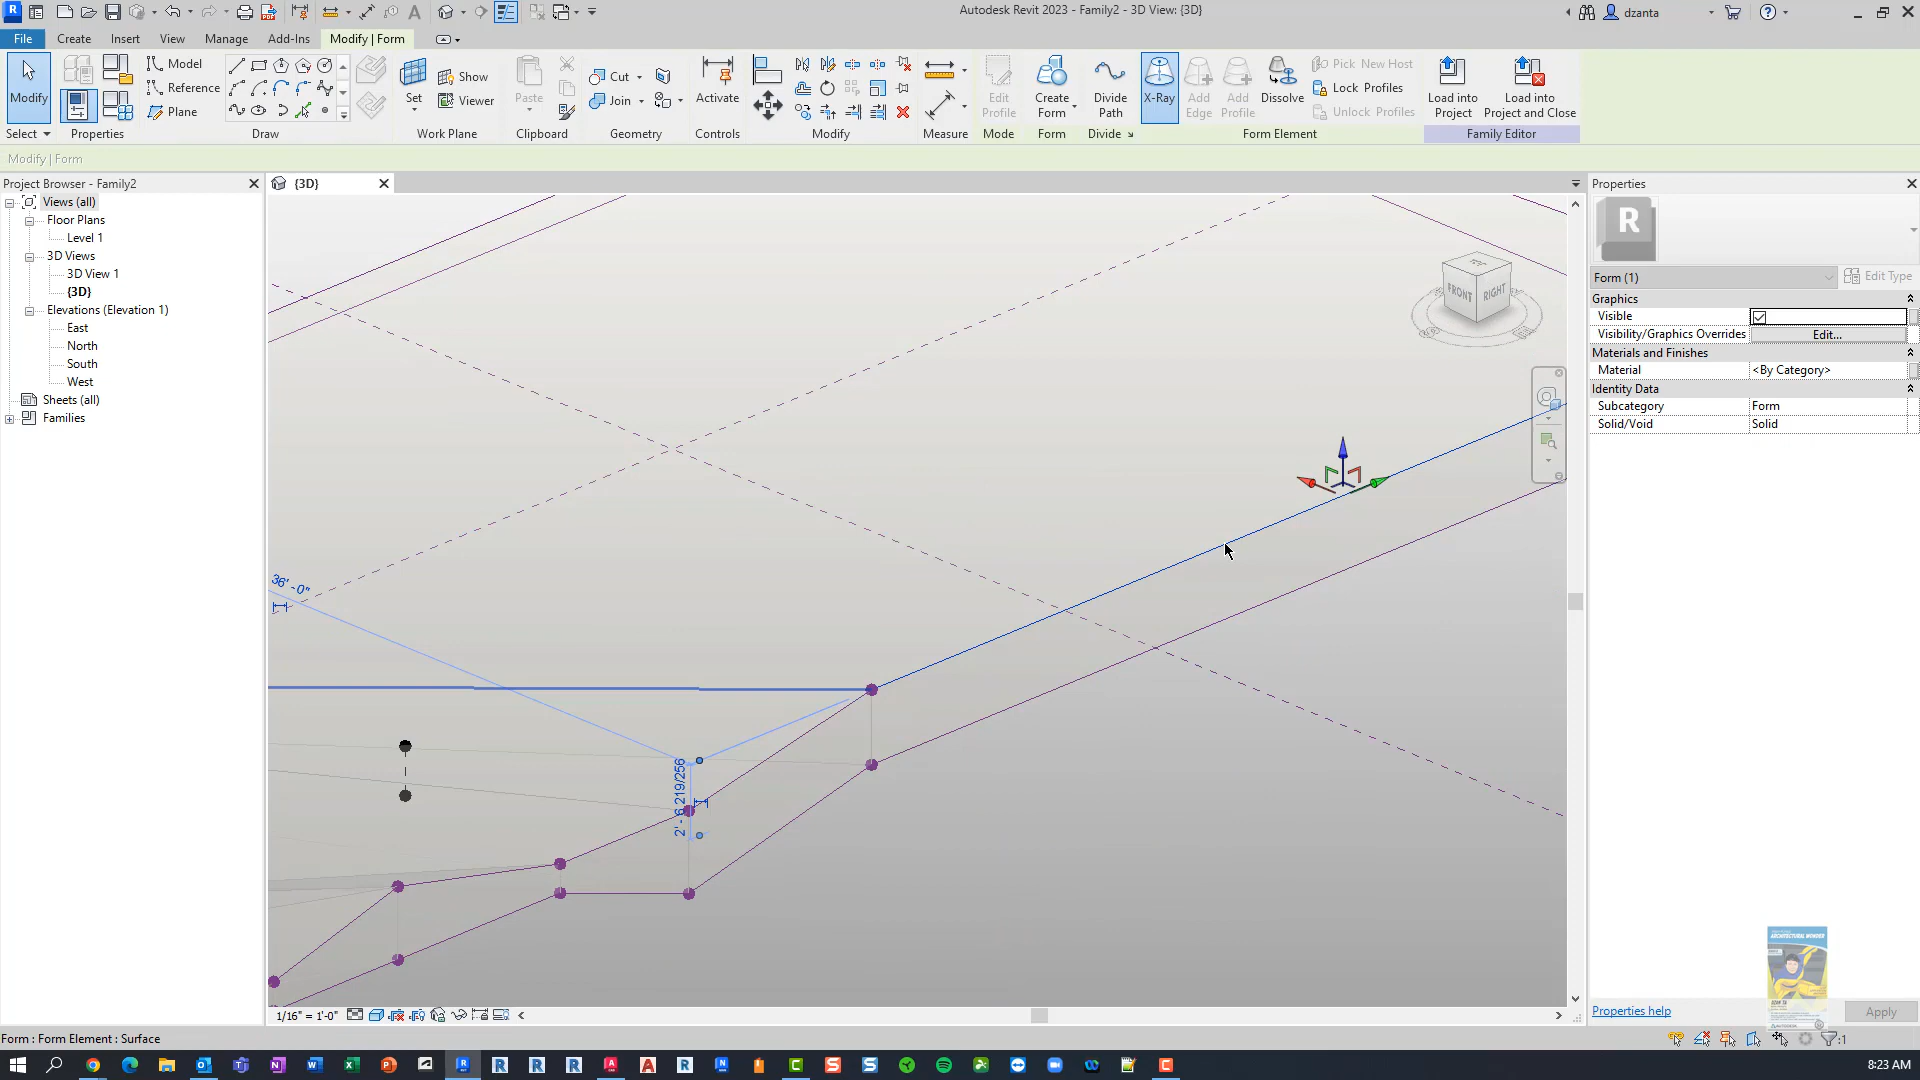 Autodesk Revit 2023 - Family2 - 3D View: {3D}
dzanta
File Create Insert View Manage Add-Ins Modify | Form
Modify
Select
Properties
Model
Reference
Plane
Draw
Set
Show
Viewer
Work Plane
Paste
Clipboard
Cut
Join
Geometry
Activate
Controls
Modify
Measure
Edit Profile
Mode
Create Form
Form
Divide Path
Divide
X-Ray
Add Edge
Add Profile
Dissolve
Pick New Host
Lock Profiles
Unlock Profiles
Form Element
Load into Project
Load into Project and Close
Family Editor
Modify | Form
Project Browser - Family2
Views (all)
Floor Plans
Level 1
3D Views
3D View 1
{3D}
Elevations (Elevation 1)
East
North
South
West
Sheets (all)
Families
{3D}
FRONT
RIGHT
36' - 0"
2' - 6 219/256
Properties
R
Form (1)
Edit Type
Graphics
Visible
Visibility/Graphics Overrides Edit...
Materials and Finishes
Material <By Category>
Identity Data
Subcategory Form
Solid/Void Solid
ARCHITECTURAL WONDER
Properties help
Apply
1/16" = 1'-0"
Form : Form Element : Surface
:1
8:23 AM